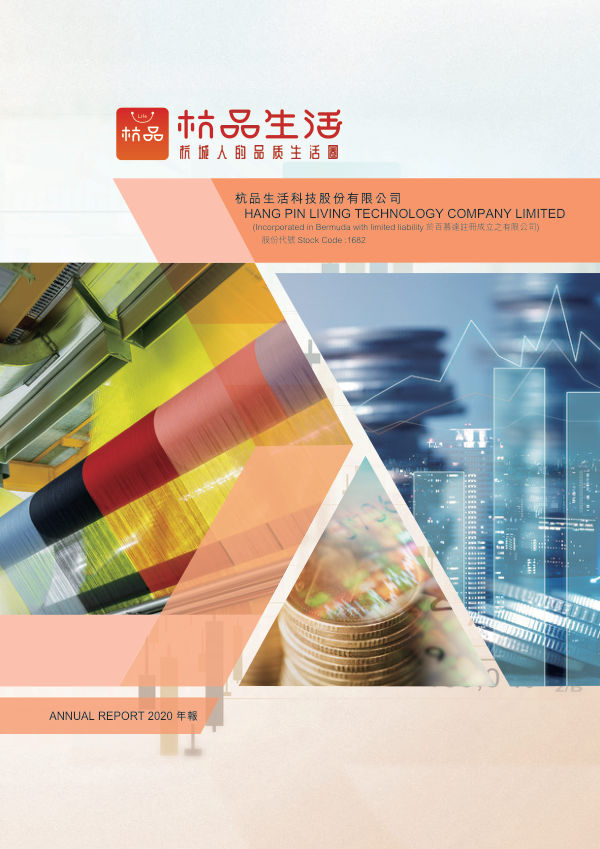 Life
杭品
杭品生活
杭城人的品质生活圈
杭品生活科技股份有限公司
HANG PIN LIVING TECHNOLOGY COMPANY LIMITED
(Incorporated in Bermuda with limited liability 於百慕達註冊成立之有限公司)
股份代號 Stock Code :1682
ANNUAL REPORT 2020 年報